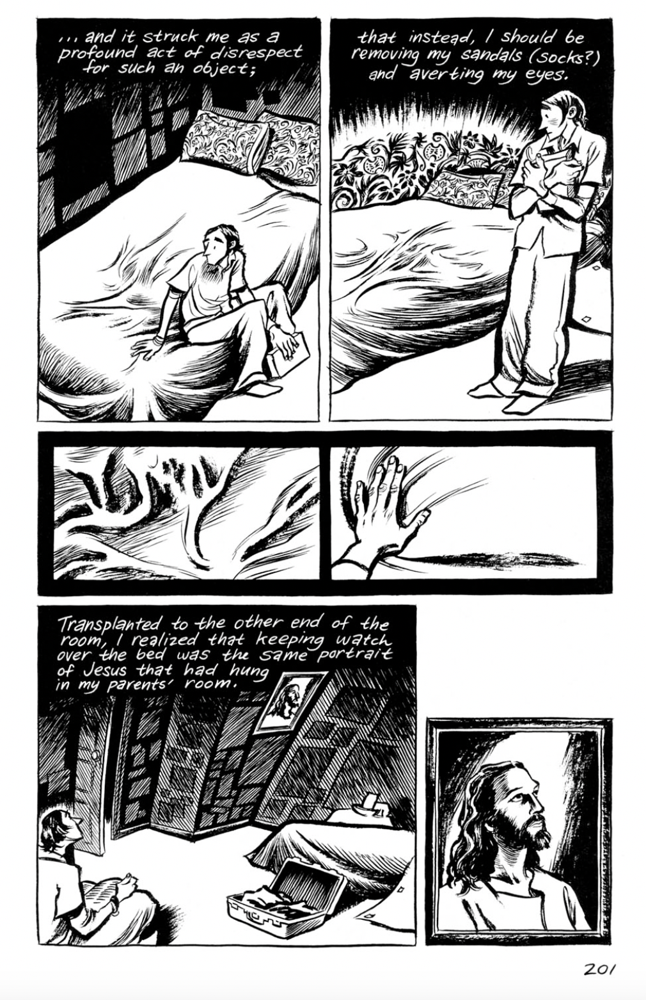 ... and it struck me as a
profound act of disrespect
for such an object;
that instead, I should be
removing my sandals (socks?)
and averting my eyes.
Transplanted to the other end of the
room, I realized that keeping watch
over the bed was the same portrait
of Jesus that had hung
in my parents' room.
201